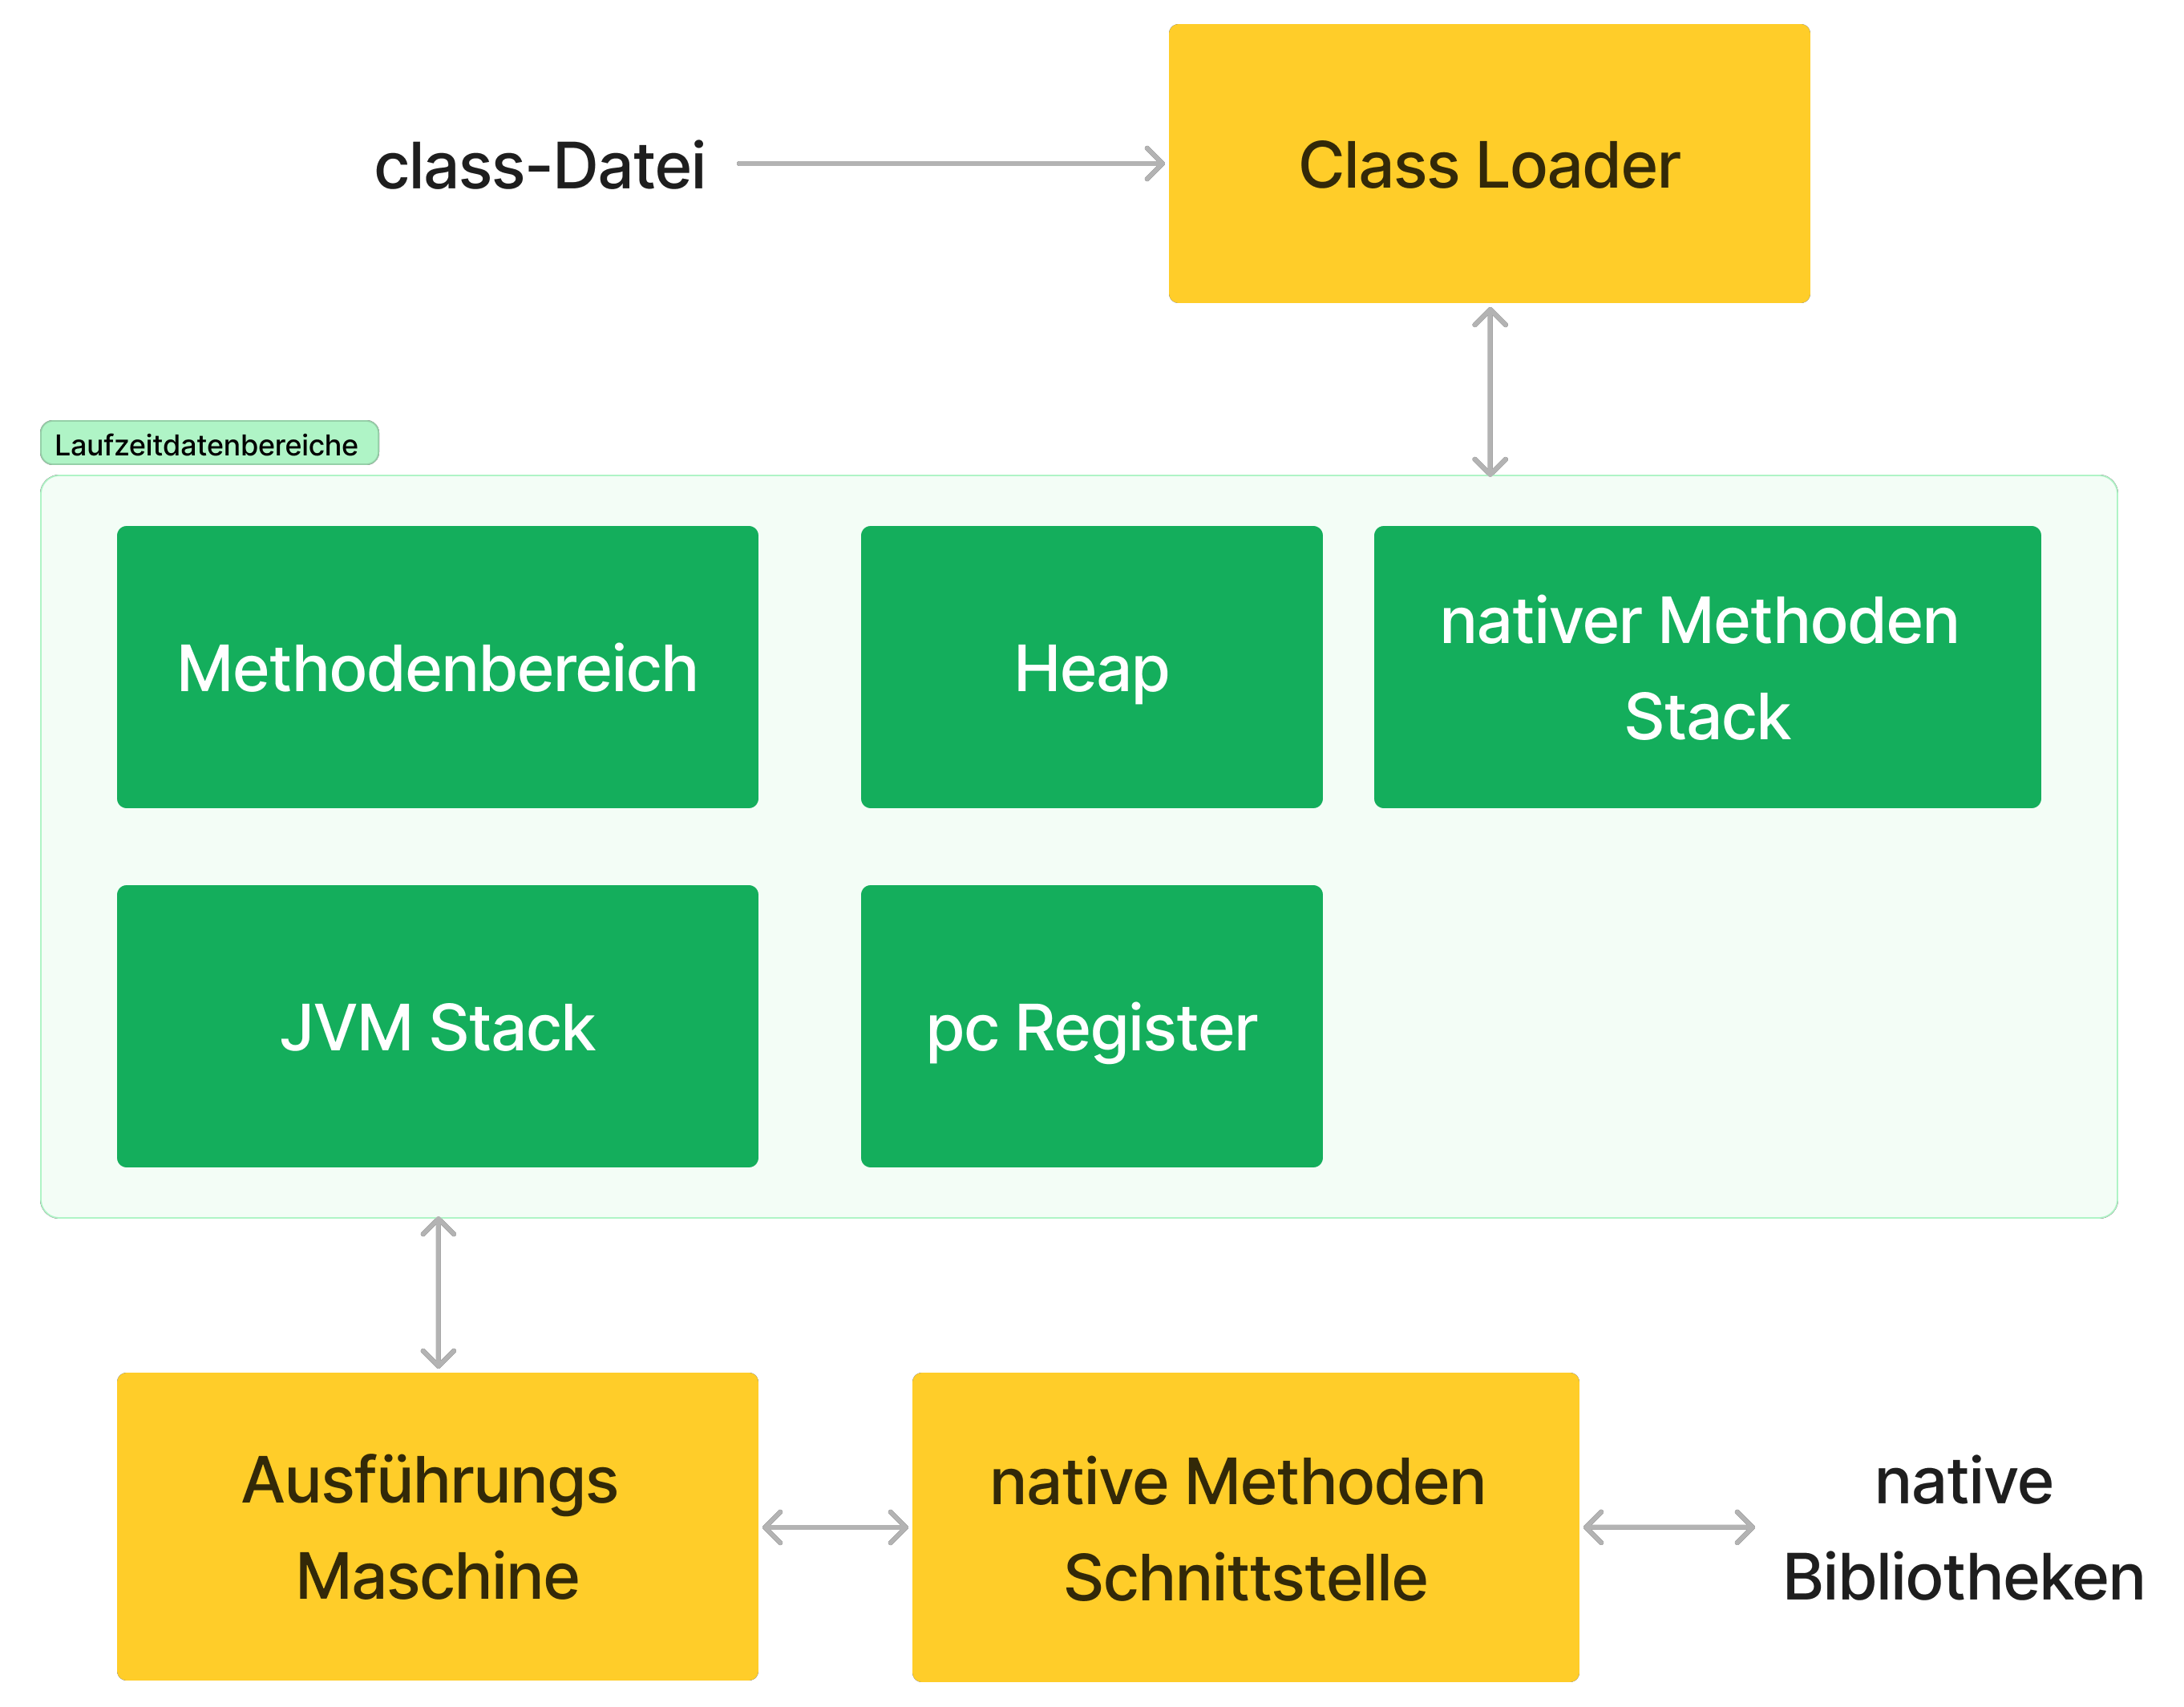 class-Datei
Class Loader
Laufzeitdatenbereiche
Methodenbereich
Heap
nativer Methoden
Stack
JVM Stack
pc Register
Ausführungs
Maschine
native Methoden
Schnittstelle
native
Bibliotheken